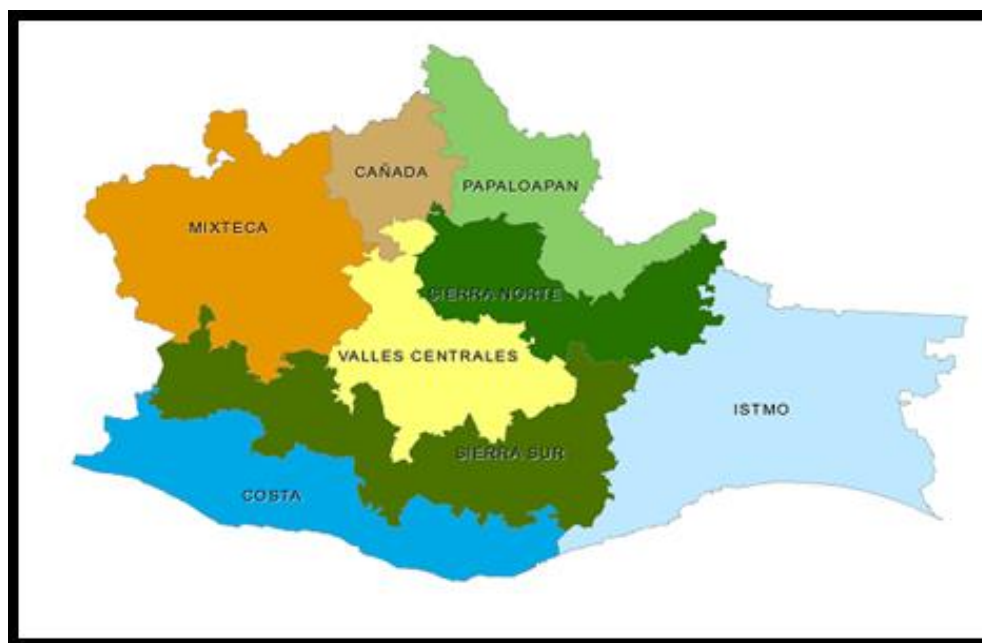 CAÑADA
PAPALOAPAN
MIXTECA
SIERRA NORTE
VALLES CENTRALES
ISTMO
SIERRA SUR
COSTA